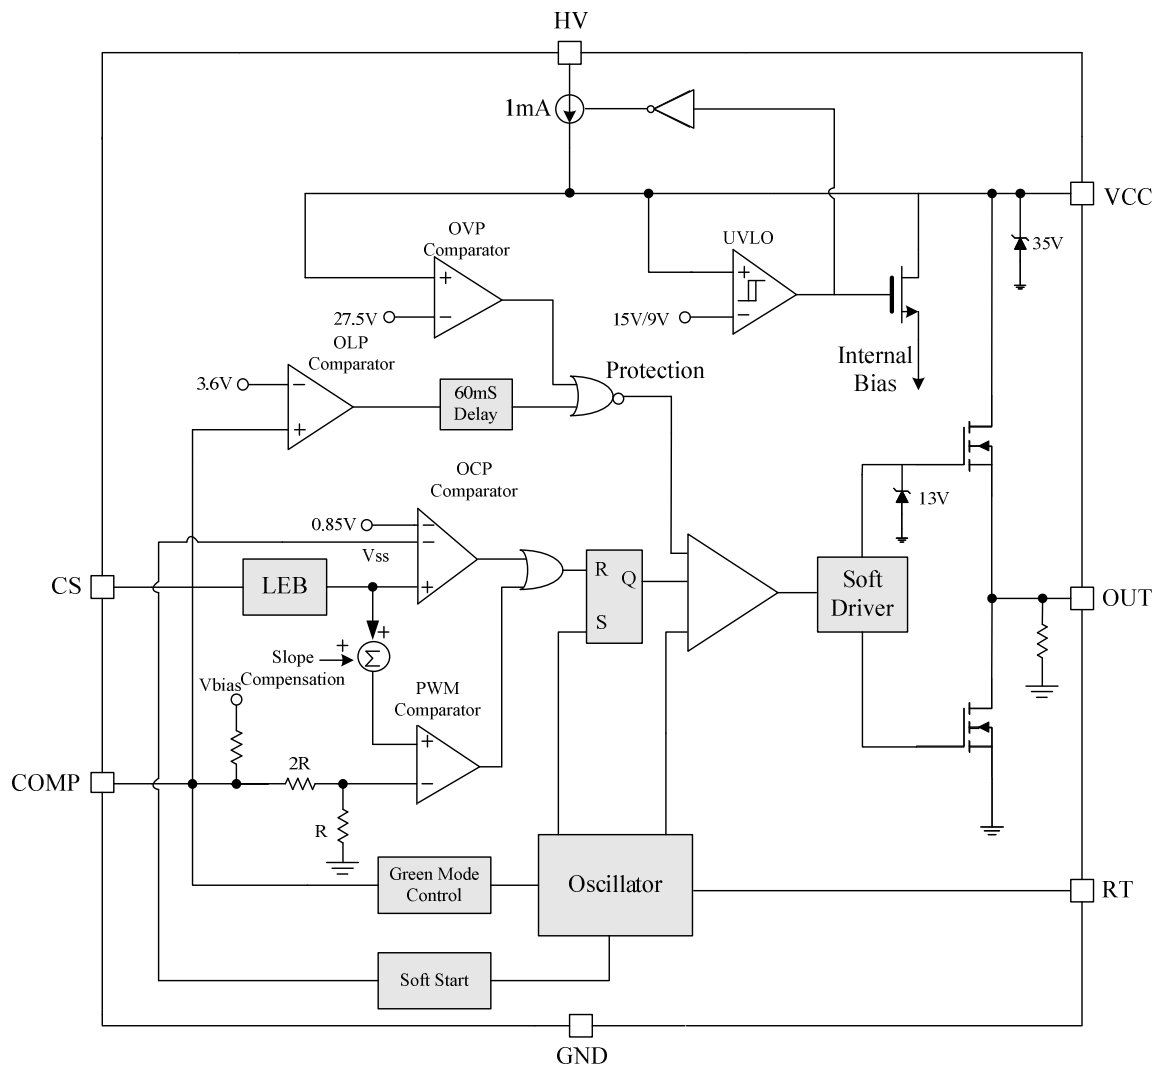 HV
1mA
VCC
OVP
Comparator
+
−
27.5V
UVLO
+
−
15V/9V
35V
OLP
Comparator
3.6V
−
+
60mS
Delay
Protection
Internal
Bias
OCP
Comparator
0.85V
−
−
Vss
+
13V
CS
LEB
R
Q
S
Soft
Driver
OUT
+
+
Σ
Slope
Compensation
Vbias
PWM
Comparator
+
−
COMP
2R
R
Green Mode
Control
Oscillator
RT
Soft Start
GND